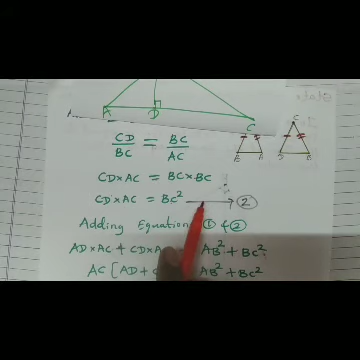 A D C
CD/BC = BC/AC
CD×AC = BC×BC
CD×AC = BC² → ②
Adding Equation ① & ②
AD×AC + CD×A AB² + BC²
AC [AD + C AB² + BC²